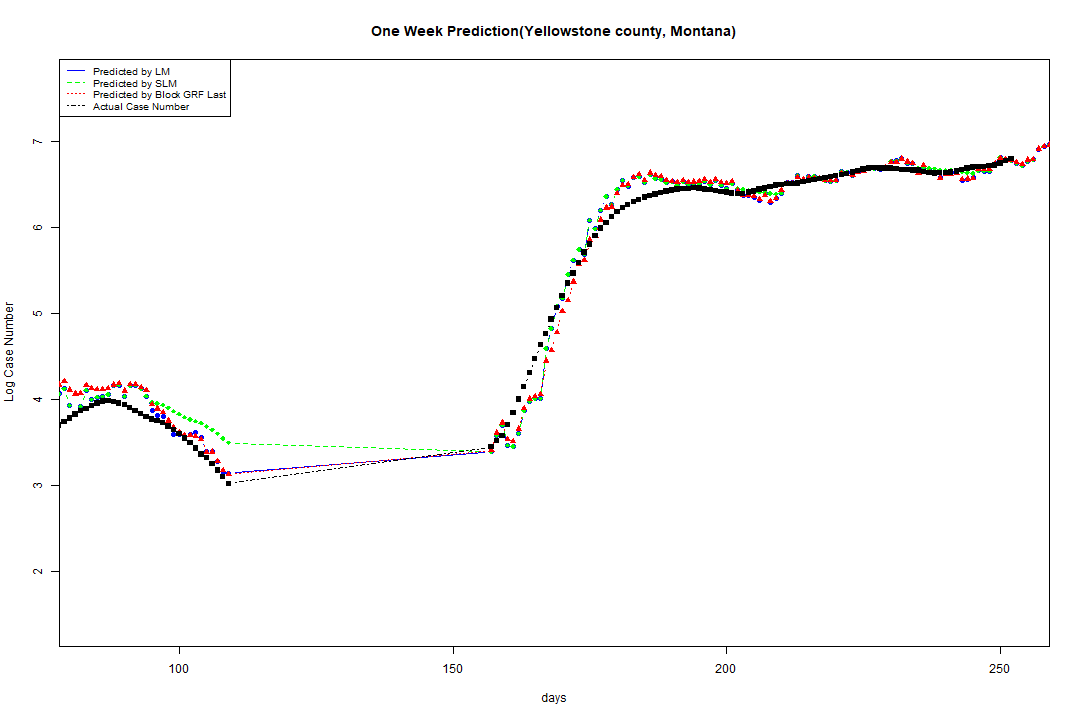 One Week Prediction(Yellowstone county, Montana)
Predicted by LM
Predicted by SLM
Predicted by Block GRF Last
Actual Case Number
Log Case Number
7
6
5
4
3
2
100
150
200
250
days